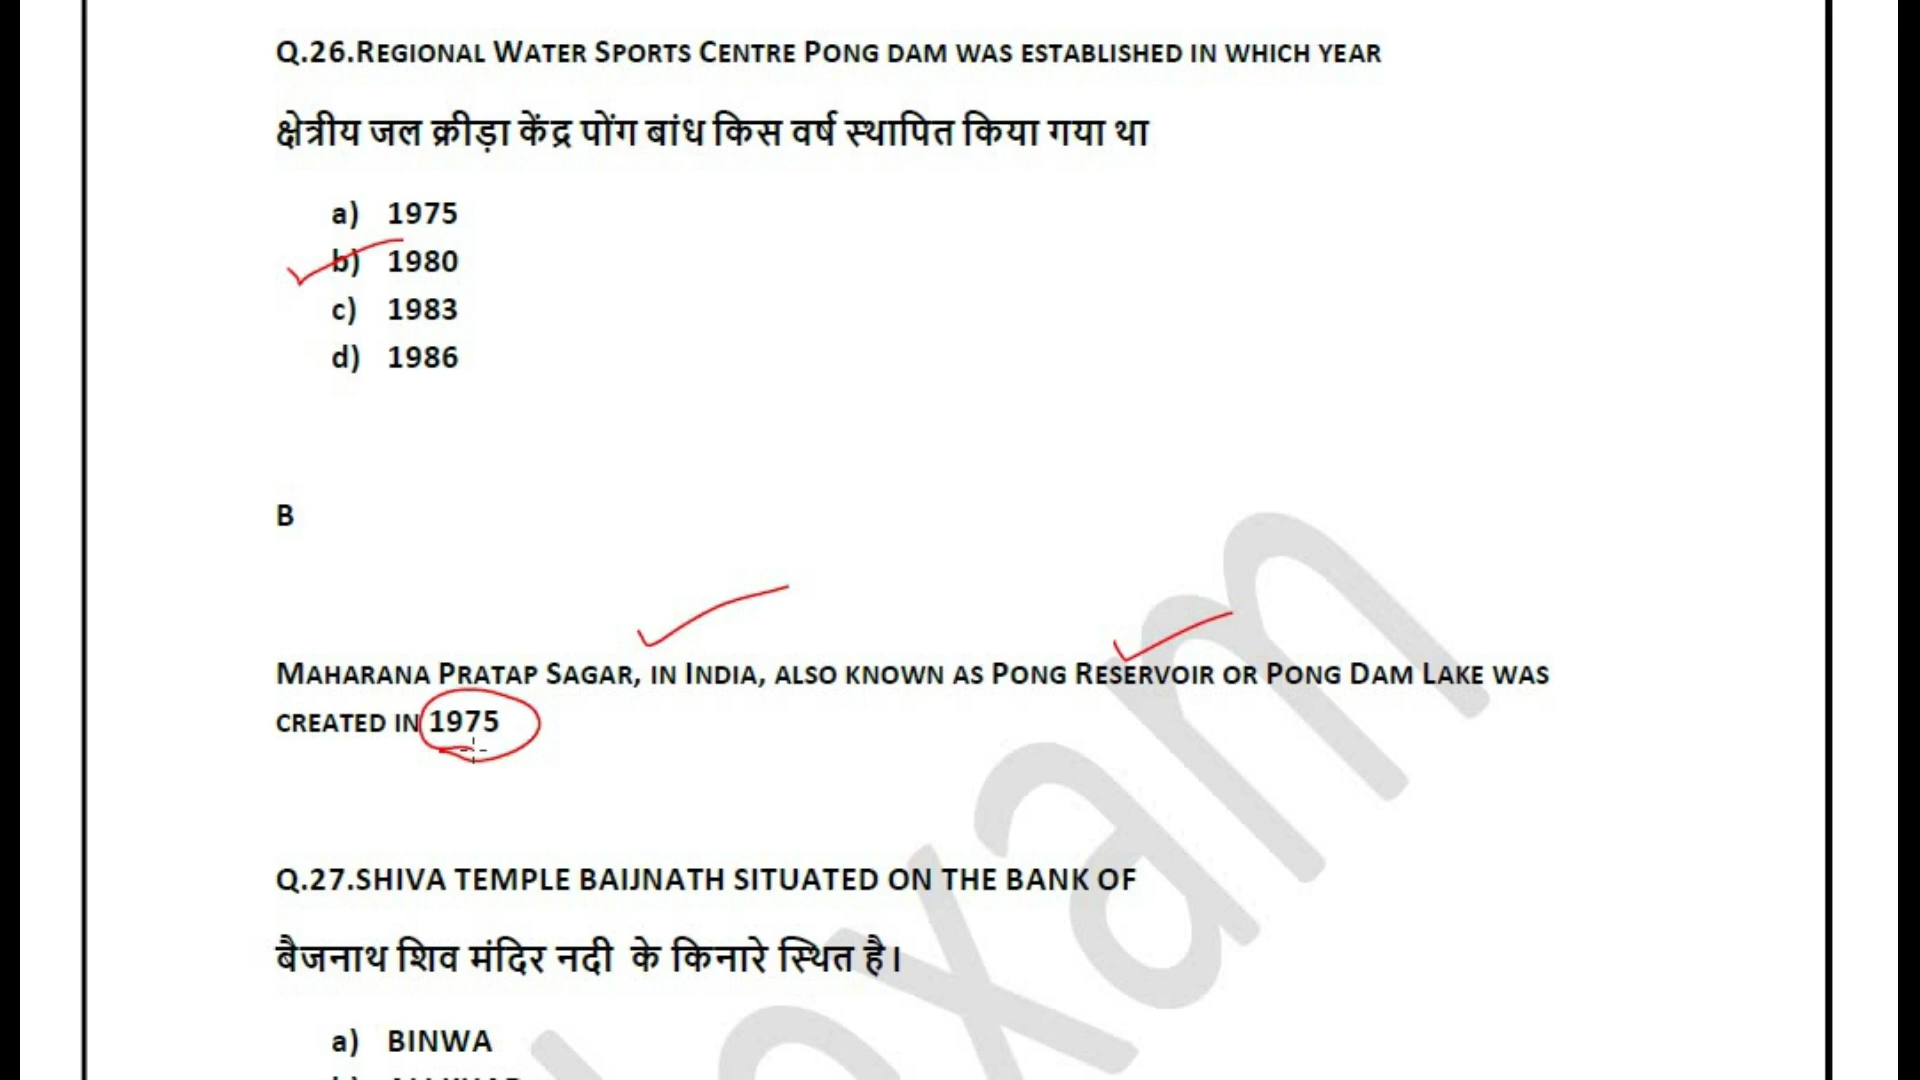 Q.26.REGIONAL WATER SPORTS CENTRE PONG DAM WAS ESTABLISHED IN WHICH YEAR
क्षेत्रीय जल क्रीड़ा केंद्र पोंग बांध किस वर्ष स्थापित किया गया था
a) 1975
b) 1980
c) 1983
d) 1986
B
MAHARANA PRATAP SAGAR, IN INDIA, ALSO KNOWN AS PONG RESERVOIR OR PONG DAM LAKE WAS
CREATED IN 1975
Q.27.SHIVA TEMPLE BAIJNATH SITUATED ON THE BANK OF
बैजनाथ शिव मंदिर नदी के किनारे स्थित है।
a) BINWA